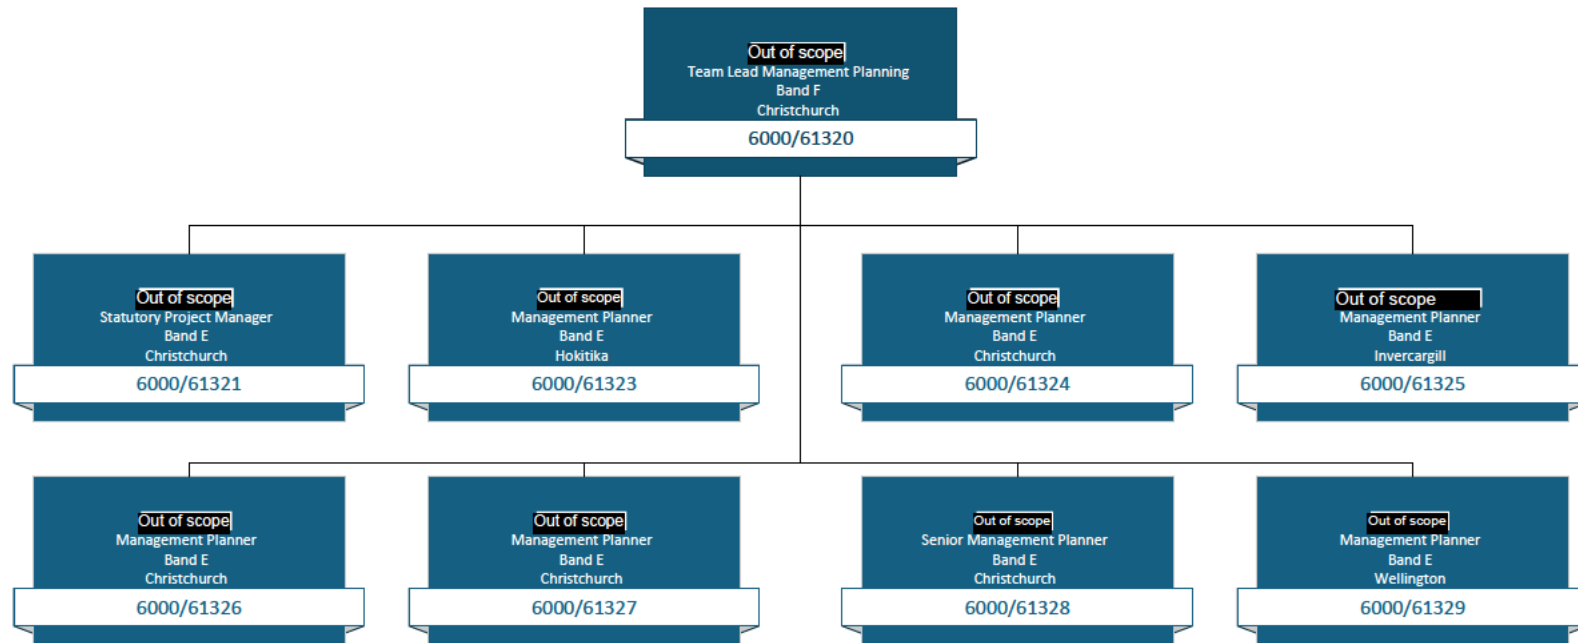 Out of scope
Team Lead Management Planning
Band F
Christchurch
6000/61320
Out of scope
Statutory Project Manager
Band E
Christchurch
6000/61321
Out of scope
Management Planner
Band E
Hokitika
6000/61323
Out of scope
Management Planner
Band E
Christchurch
6000/61324
Out of scope
Management Planner
Band E
Invercargill
6000/61325
Out of scope
Management Planner
Band E
Christchurch
6000/61326
Out of scope
Management Planner
Band E
Christchurch
6000/61327
Out of scope
Senior Management Planner
Band E
Christchurch
6000/61328
Out of scope
Management Planner
Band E
Wellington
6000/61329